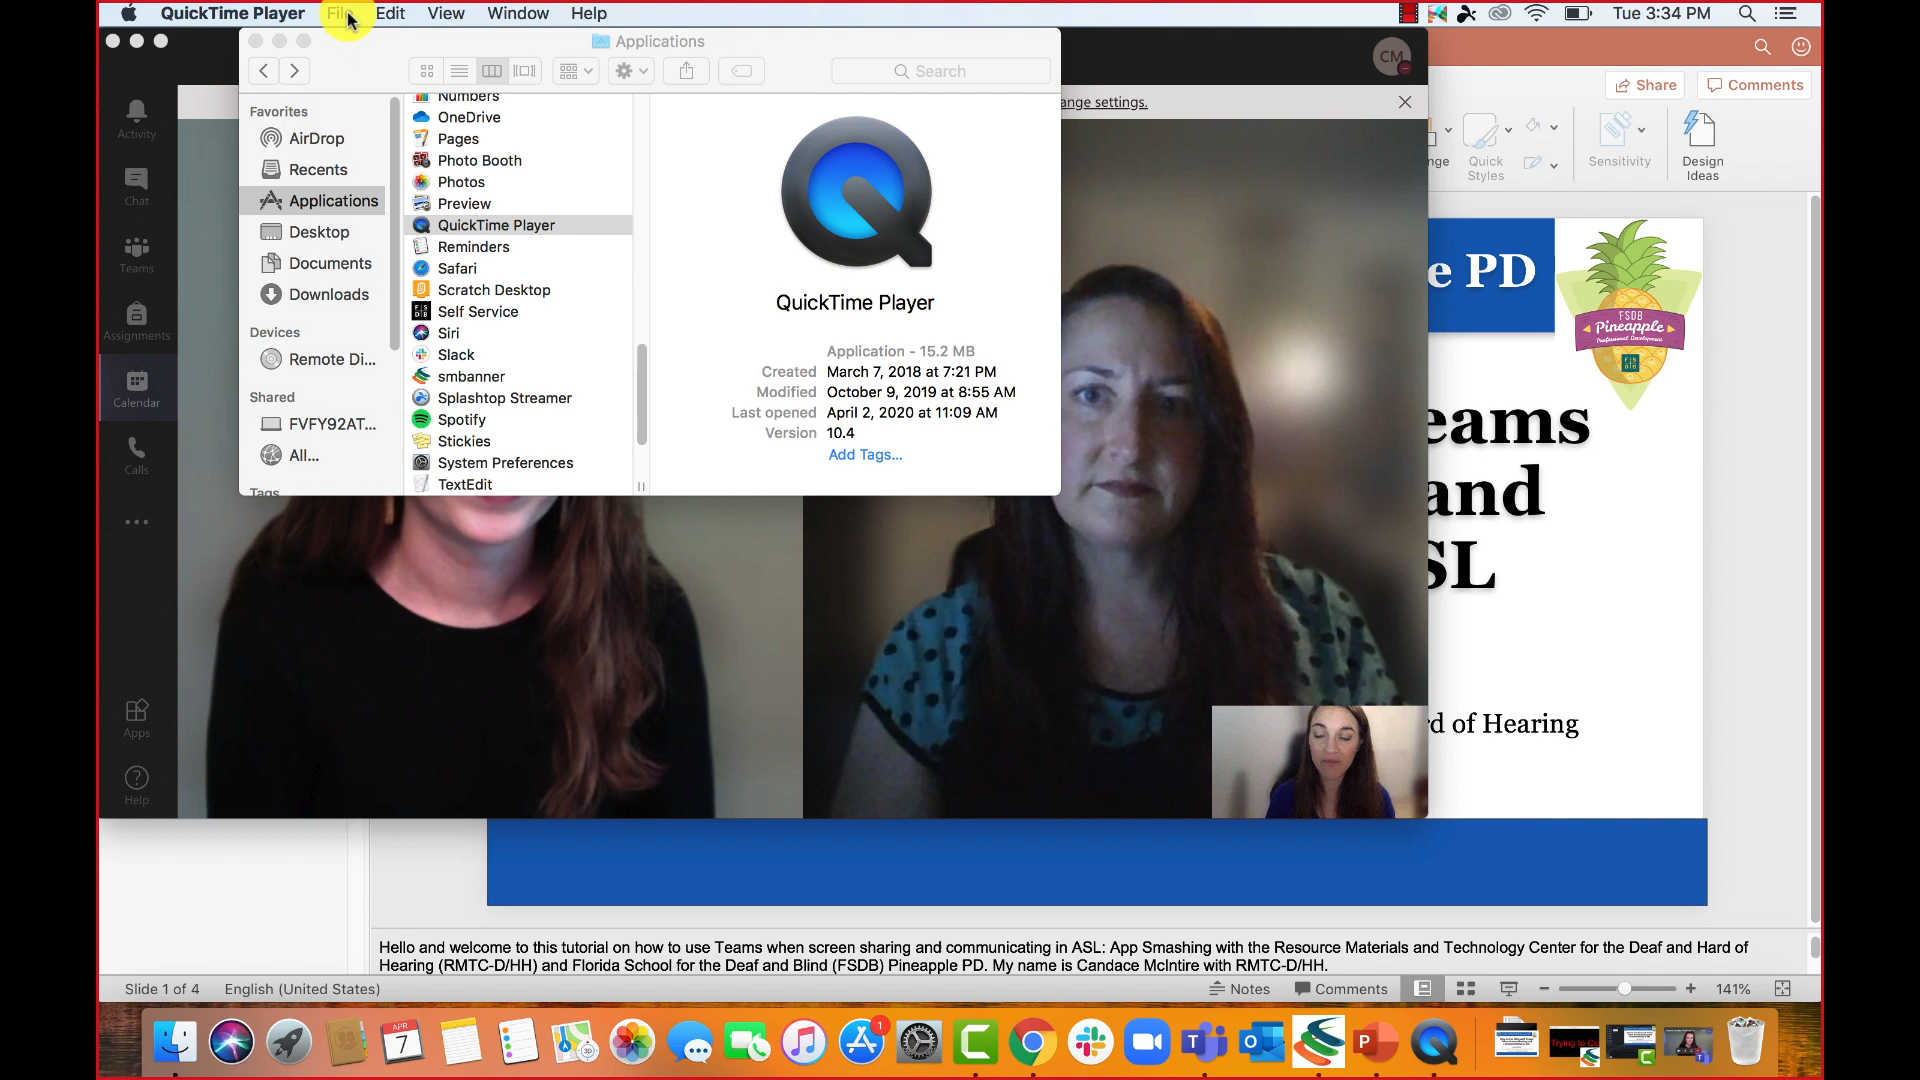 QuickTime Player File Edit View Window Help Tue 3:34 PM
Applications
Search
CM
Share Comments
ange settings.
nge Quick Styles Sensitivity Design Ideas
Activity
Chat
Teams
Assignments
Calendar
Calls
Apps
Help
Favorites
AirDrop
Recents
Applications
Desktop
Documents
Downloads
Devices
Remote Di...
Shared
FVFY92AT...
All...
Tags
Numbers
OneDrive
Pages
Photo Booth
Photos
Preview
QuickTime Player
Reminders
Safari
Scratch Desktop
Self Service
Siri
Slack
smbanner
Splashtop Streamer
Spotify
Stickies
System Preferences
TextEdit
QuickTime Player
Application - 15.2 MB
Created March 7, 2018 at 7:21 PM
Modified October 9, 2019 at 8:55 AM
Last opened April 2, 2020 at 11:09 AM
Version 10.4
Add Tags...
e PD
FSDB
Pineapple
Professional Development
eams
and
SL
rd of Hearing
Hello and welcome to this tutorial on how to use Teams when screen sharing and communicating in ASL: App Smashing with the Resource Materials and Technology Center for the Deaf and Hard of
Hearing (RMTC-D/HH) and Florida School for the Deaf and Blind (FSDB) Pineapple PD. My name is Candace McIntire with RMTC-D/HH.
Slide 1 of 4 English (United States) Notes Comments 141%
APR
7
1